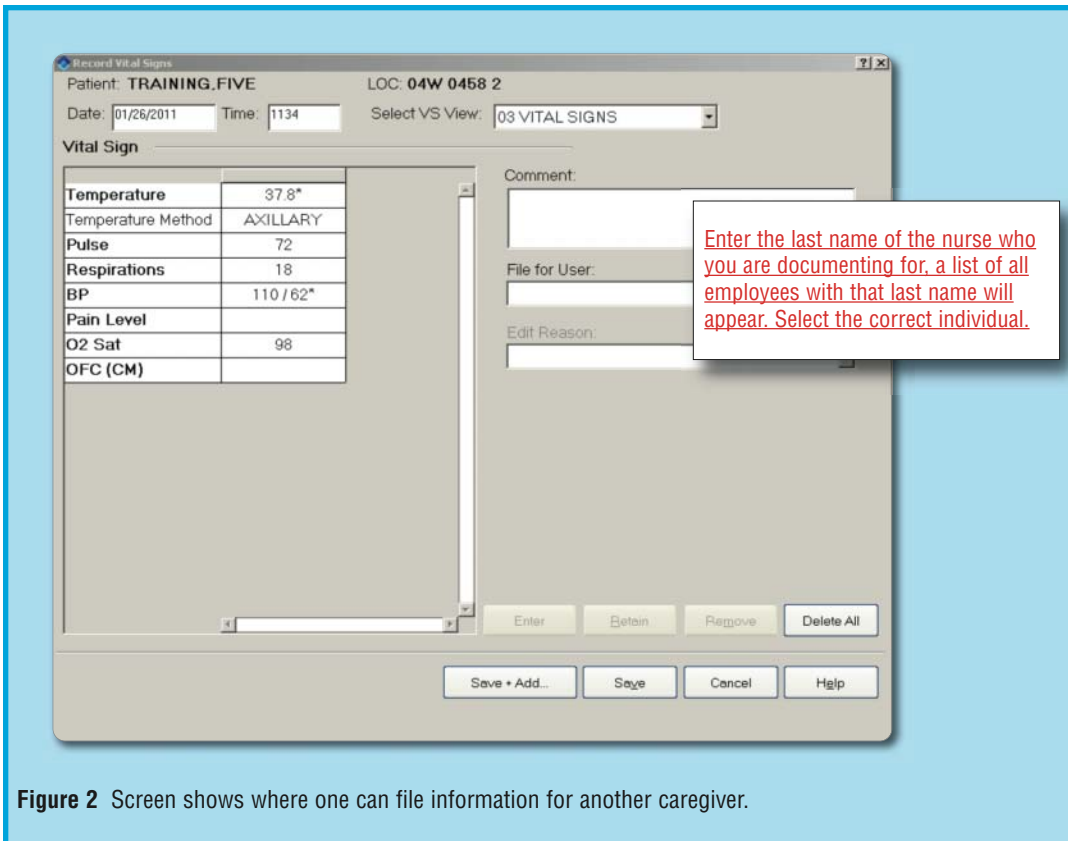 Record Vital Signs
Patient: TRAINING,FIVE LOC: 04W 0458 2
Date: 01/26/2011 Time: 1134 Select VS View: 03 VITAL SIGNS
Vital Sign
Comment:
Temperature 37.8*
Temperature Method AXILLARY
Pulse 72
Respirations 18
BP 110/62*
Pain Level
O2 Sat 98
OFC (CM)
File for User:
Edit Reason:
Enter the last name of the nurse who
you are documenting for, a list of all
employees with that last name will
appear. Select the correct individual.
Enter Retain Remove Delete All
Save + Add... Save Cancel Help
Figure 2 Screen shows where one can file information for another caregiver.